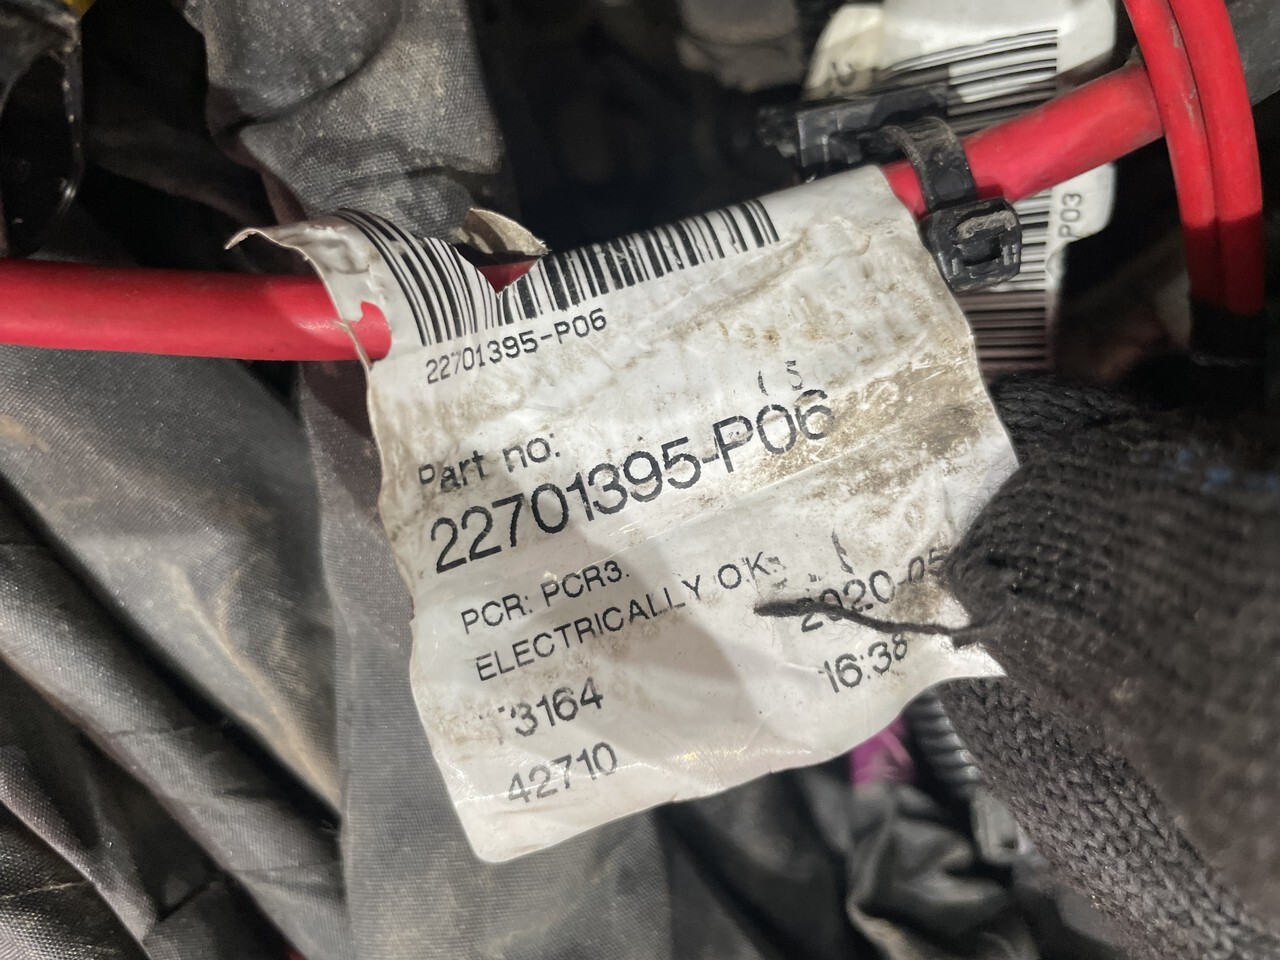 22701395-P06
Part no:
22701395-P06
PCR: PCR3.
ELECTRICALLY O.K.
2020-05
3164
16:38
42710
P03